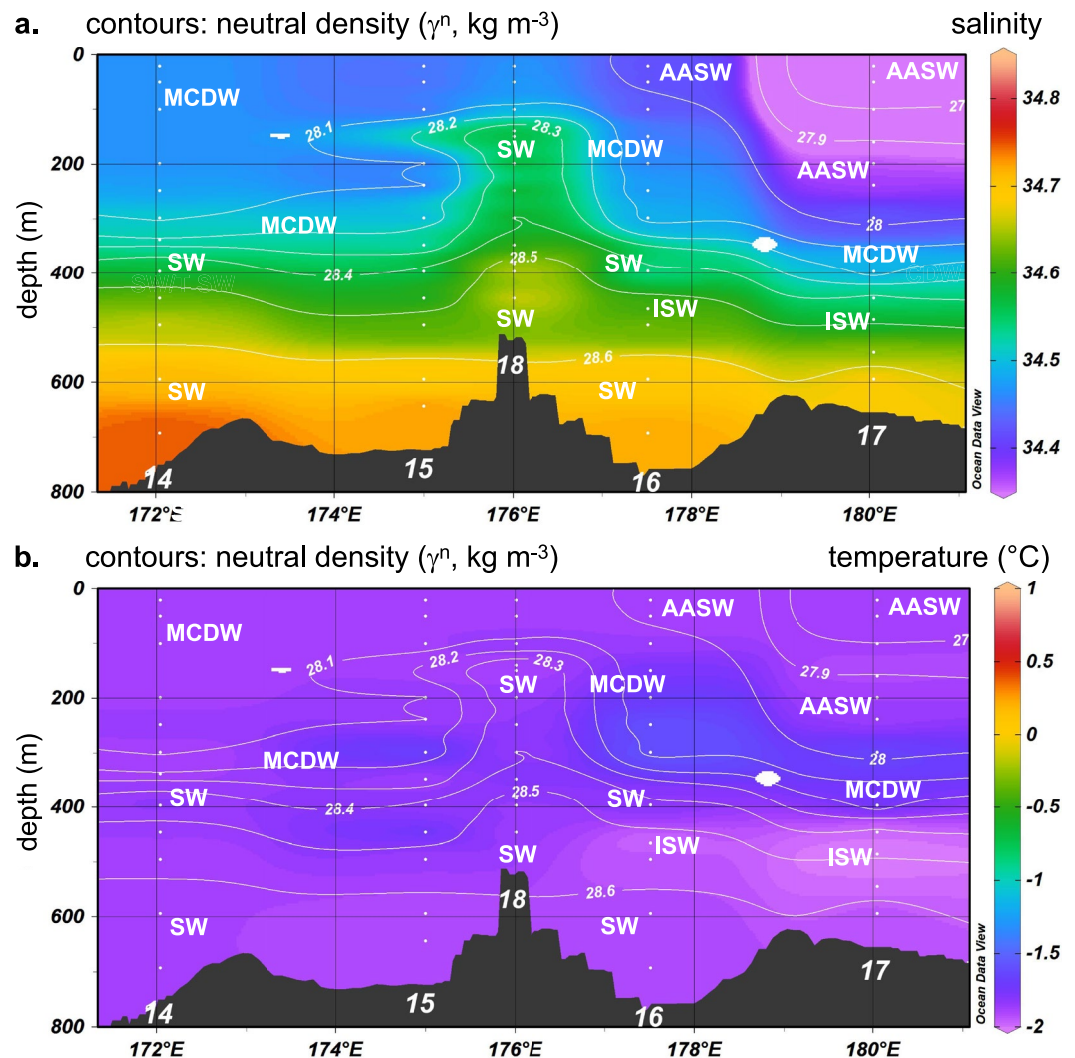 a. contours: neutral density (γⁿ, kg m⁻³) salinity
0 AASW AASW 34.8
MCDW 27.
28.1 28.2 28.3 27.9
200 SW MCDW AASW 34.7
MCDW 28
depth (m)
400 SW 28.4 28.5 SW MCDW 34.6
SW ISW ISW
34.5
28.6
600 SW 18 SW
34.4
14 15 16 17
800
172°E 174°E 176°E 178°E 180°E
Ocean Data View
b. contours: neutral density (γⁿ, kg m⁻³) temperature (°C)
0 AASW AASW 1
MCDW 27.
28.1 28.2 28.3 27.9 0.5
200 SW MCDW AASW
MCDW 28 0
depth (m)
400 SW 28.4 28.5 SW MCDW -0.5
SW ISW ISW
-1
28.6
600 SW 18 SW
-1.5
14 15 16 17
800 -2
172°E 174°E 176°E 178°E 180°E
Ocean Data View